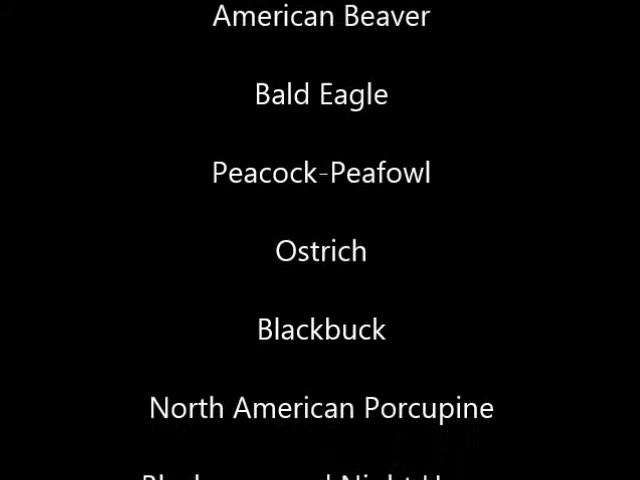 American Beaver
Bald Eagle
Peacock-Peafowl
Ostrich
Blackbuck
North American Porcupine